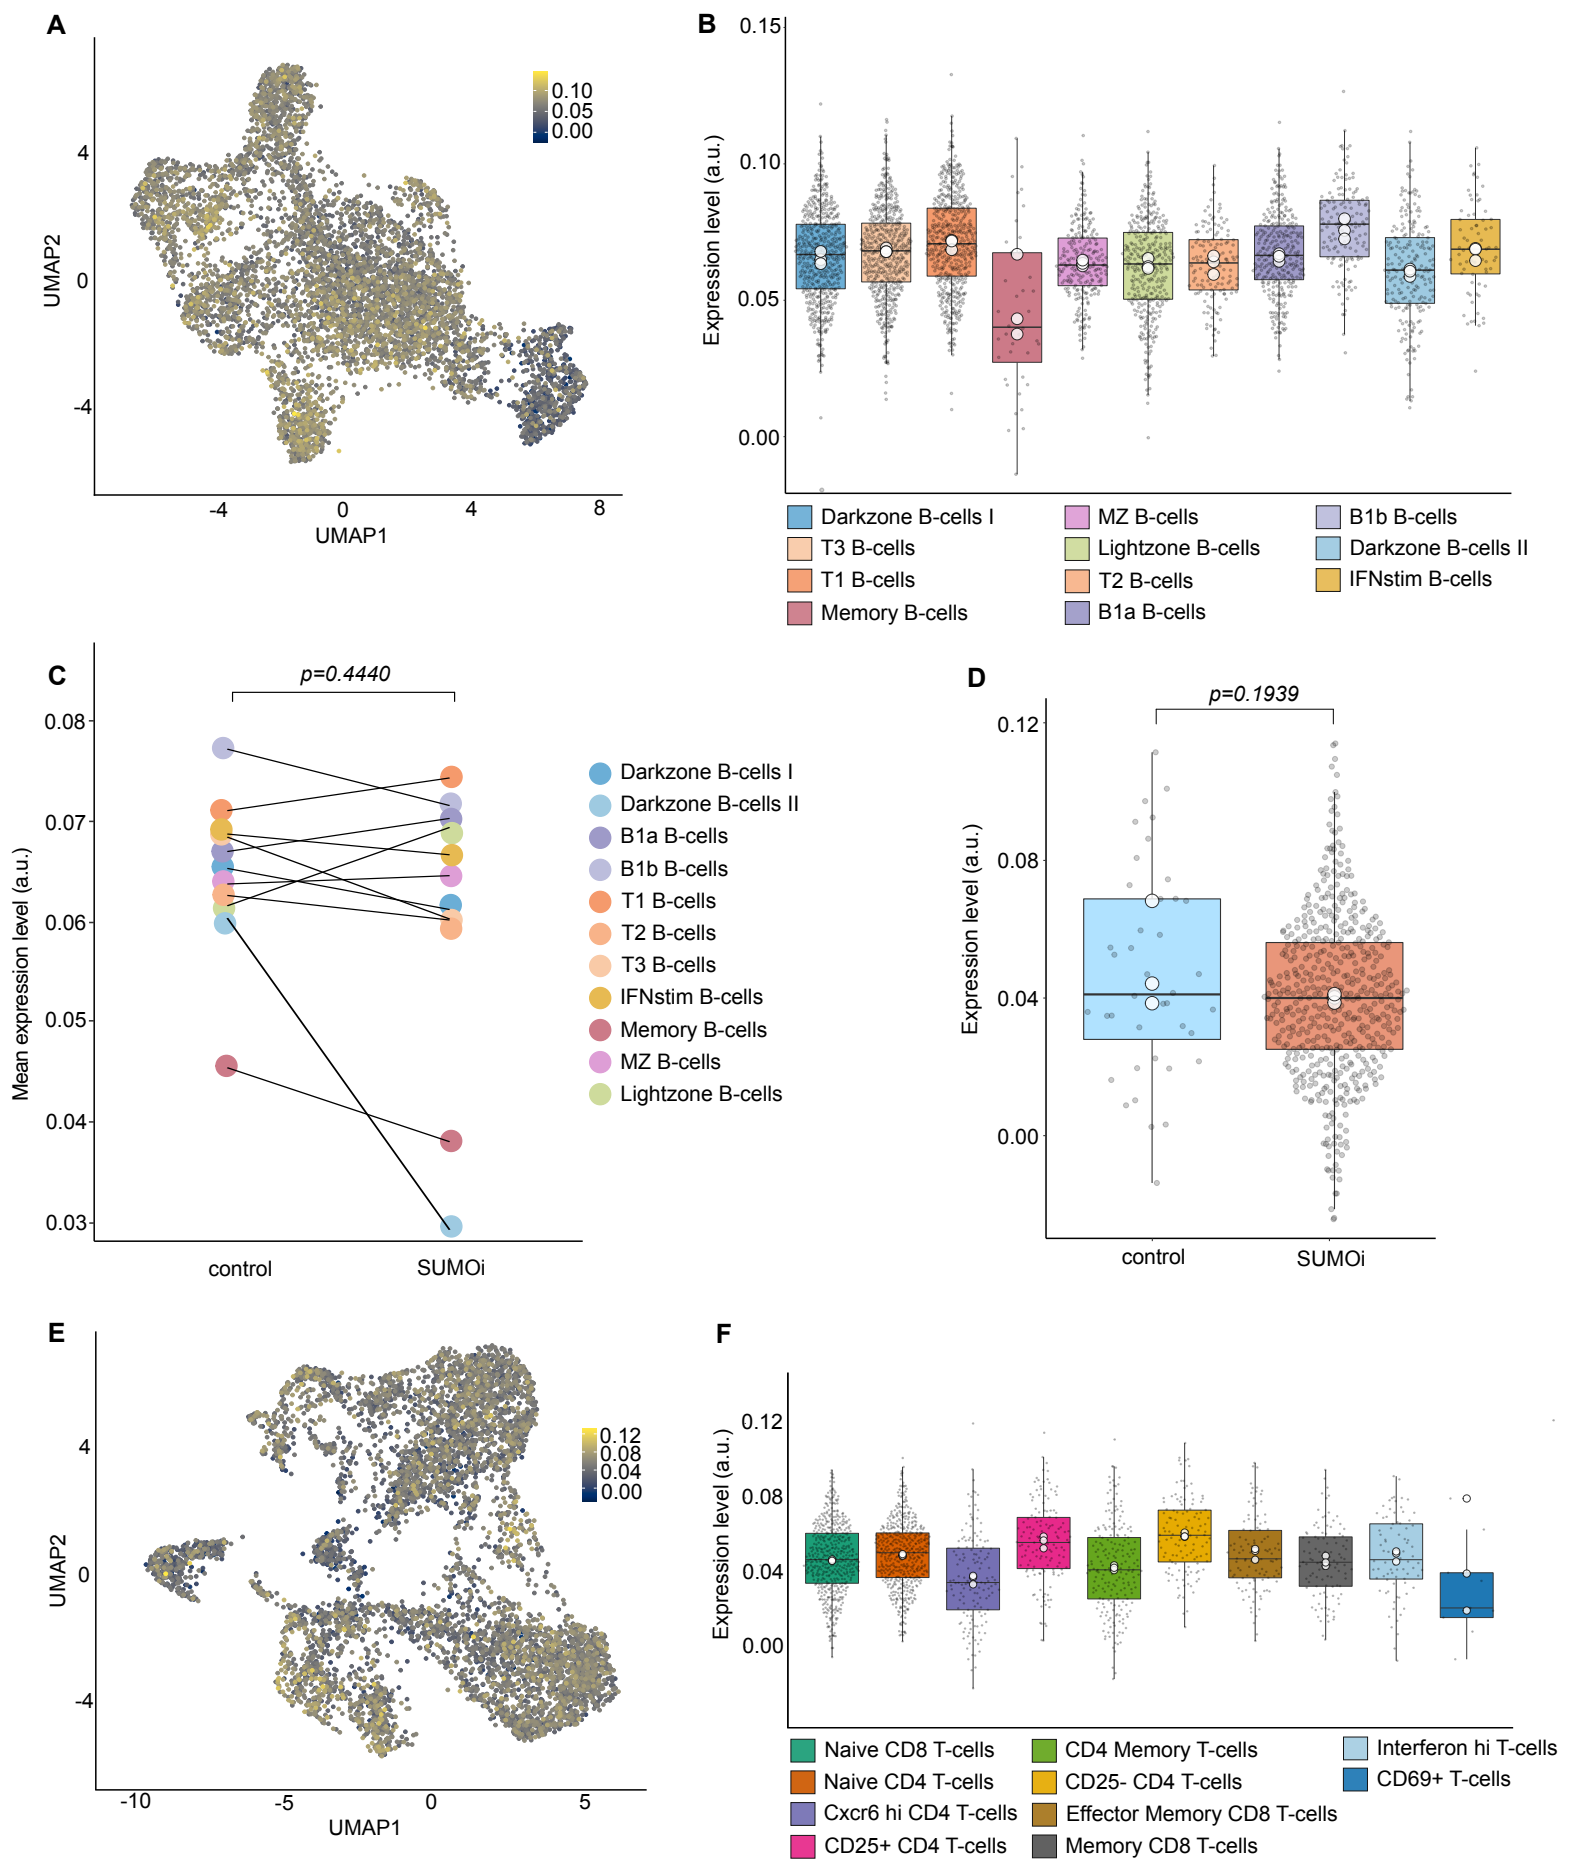 A
0.10
0.05
0.00
4
0
-4
UMAP2
-4
0
4
8
UMAP1
B
0.15
0.10
0.05
0.00
Expression level (a.u.)
Darkzone B-cells I
T3 B-cells
T1 B-cells
Memory B-cells
MZ B-cells
Lightzone B-cells
T2 B-cells
B1a B-cells
B1b B-cells
Darkzone B-cells II
IFNstim B-cells
C
p=0.4440
0.08
0.07
0.06
0.05
0.04
0.03
Mean expression level (a.u.)
control
SUMOi
Darkzone B-cells I
Darkzone B-cells II
B1a B-cells
B1b B-cells
T1 B-cells
T2 B-cells
T3 B-cells
IFNstim B-cells
Memory B-cells
MZ B-cells
Lightzone B-cells
D
p=0.1939
0.12
0.08
0.04
0.00
Expression level (a.u.)
control
SUMOi
E
0.12
0.08
0.04
0.00
4
0
-4
UMAP2
-10
-5
0
5
UMAP1
F
0.12
0.08
0.04
0.00
Expression level (a.u.)
Naive CD8 T-cells
Naive CD4 T-cells
Cxcr6 hi CD4 T-cells
CD25+ CD4 T-cells
CD4 Memory T-cells
CD25- CD4 T-cells
Effector Memory CD8 T-cells
Memory CD8 T-cells
Interferon hi T-cells
CD69+ T-cells